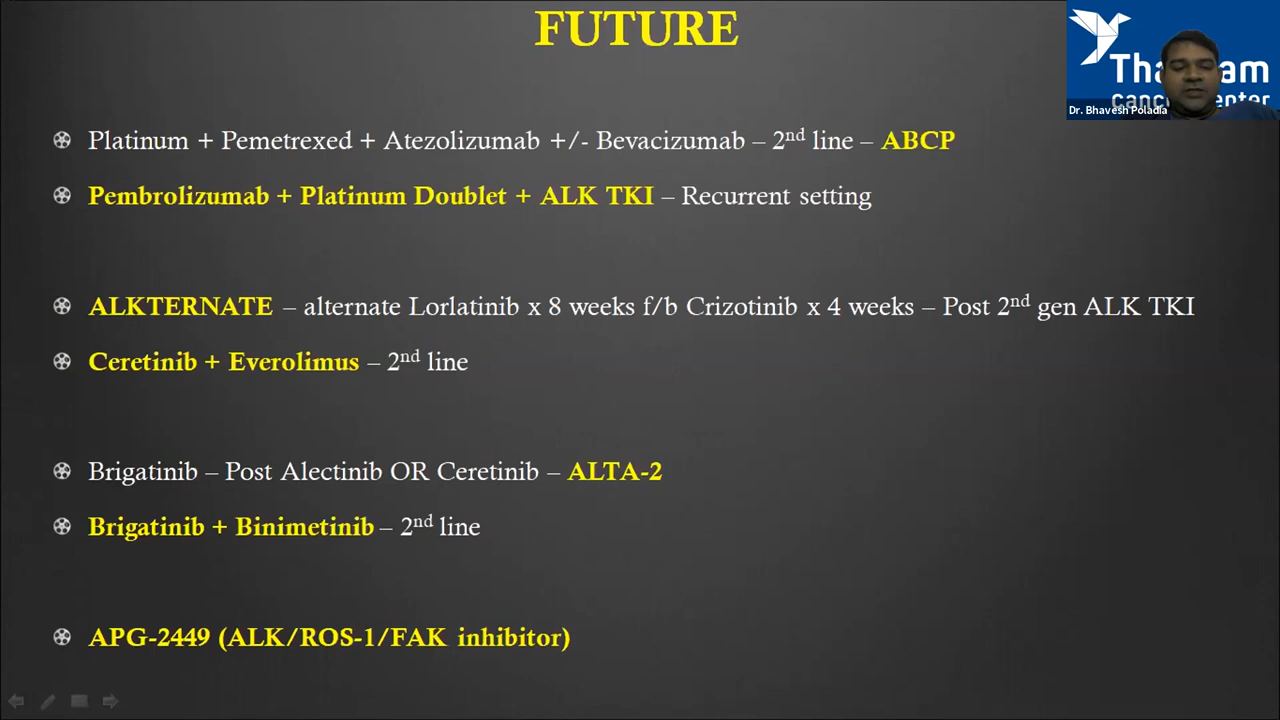 FUTURE
Dr. Bhavesh Poladia
Platinum + Pemetrexed + Atezolizumab +/- Bevacizumab – 2nd line – ABCP
Pembrolizumab + Platinum Doublet + ALK TKI – Recurrent setting
ALKTERNATE – alternate Lorlatinib x 8 weeks f/b Crizotinib x 4 weeks – Post 2nd gen ALK TKI
Ceretinib + Everolimus – 2nd line
Brigatinib – Post Alectinib OR Ceretinib – ALTA-2
Brigatinib + Binimetinib – 2nd line
APG-2449 (ALK/ROS-1/FAK inhibitor)